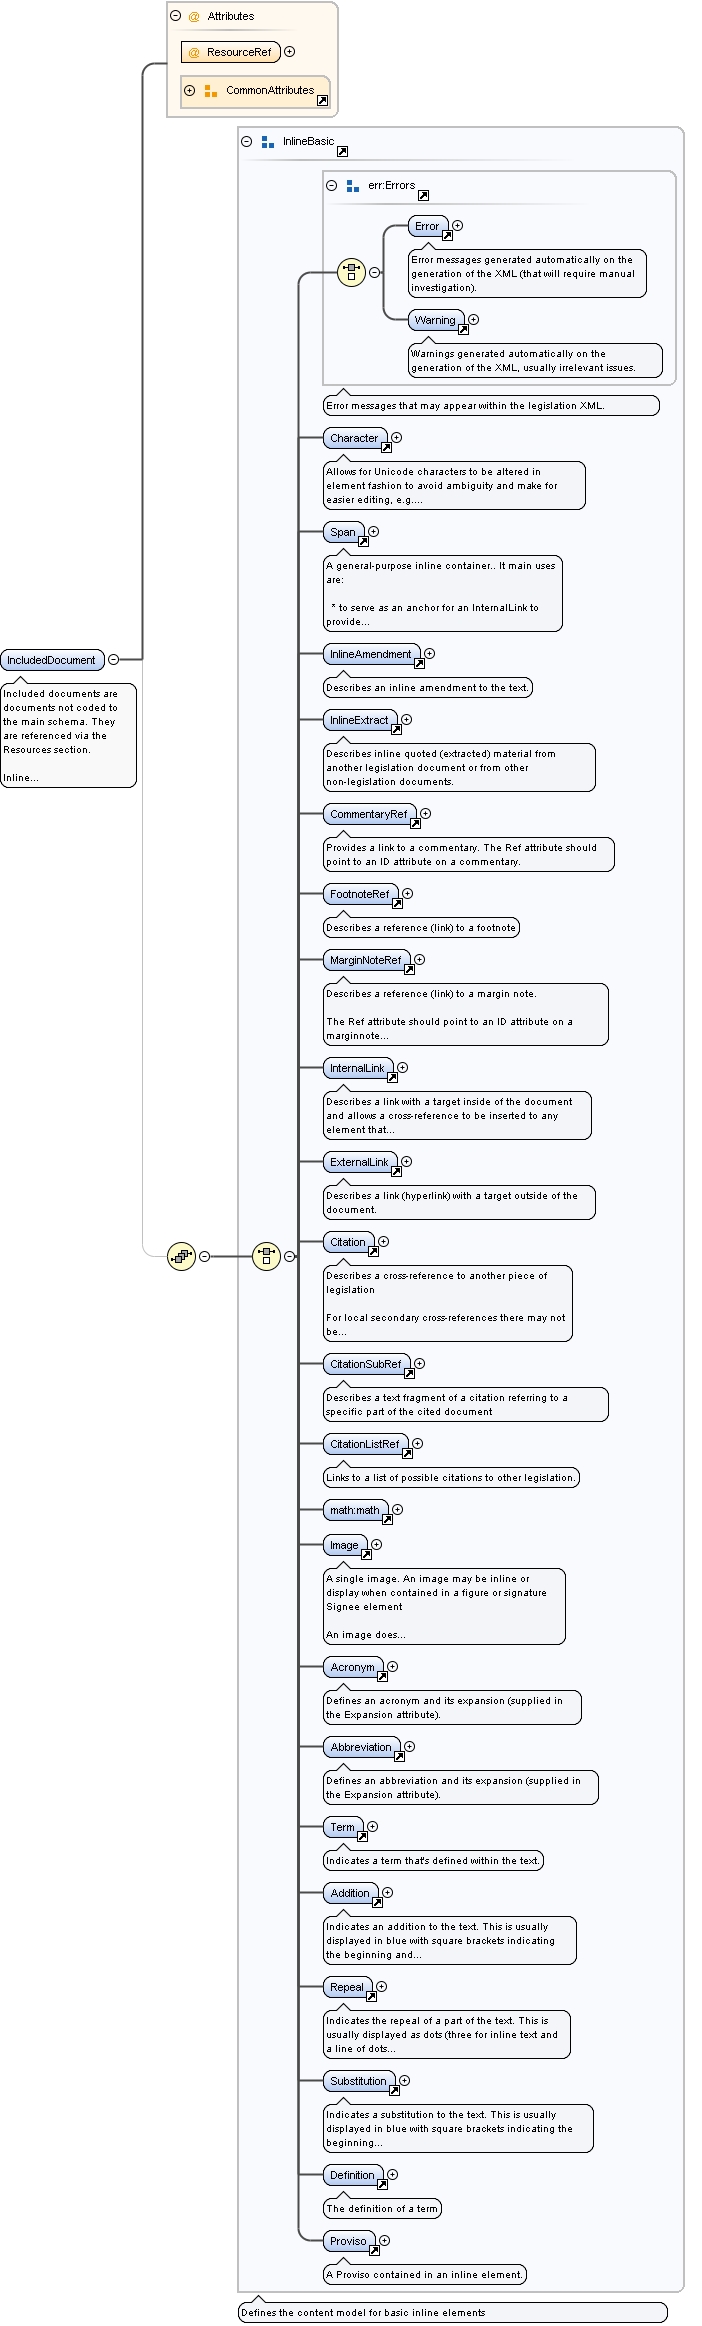 @ Attributes
@ ResourceRef
CommonAttributes
InlineBasic
err:Errors
Error
Error messages generated automatically on the
generation of the XML (that will require manual
investigation).
Warning
Warnings generated automatically on the
generation of the XML, usually irrelevant issues.
Error messages that may appear within the legislation XML.
Character
Allows for Unicode characters to be altered in
element fashion to avoid ambiguity and make for
easier editing, e.g....
Span
A general-purpose inline container.. It main uses
are:
* to serve as an anchor for an InternalLink to
provide...
IncludedDocument
Included documents are
documents not coded to
the main schema. They
are referenced via the
Resources section.
Inline...
InlineAmendment
Describes an inline amendment to the text.
InlineExtract
Describes inline quoted (extracted) material from
another legislation document or from other
non-legislation documents.
CommentaryRef
Provides a link to a commentary. The Ref attribute should
point to an ID attribute on a commentary.
FootnoteRef
Describes a reference (link) to a footnote
MarginNoteRef
Describes a reference (link) to a margin note.
The Ref attribute should point to an ID attribute on a
marginnote...
InternalLink
Describes a link with a target inside of the document
and allows a cross-reference to be inserted to any
element that...
ExternalLink
Describes a link (hyperlink) with a target outside of the
document.
Citation
Describes a cross-reference to another piece of
legislation
For local secondary cross-references there may not
be...
CitationSubRef
Describes a text fragment of a citation referring to a
specific part of the cited document
CitationListRef
Links to a list of possible citations to other legislation.
math:math
Image
A single image. An image may be inline or
display when contained in a figure or signature
Signee element
An image does...
Acronym
Defines an acronym and its expansion (supplied in
the Expansion attribute).
Abbreviation
Defines an abbreviation and its expansion (supplied in
the Expansion attribute).
Term
Indicates a term that's defined within the text.
Addition
Indicates an addition to the text. This is usually
displayed in blue with square brackets indicating
the beginning and...
Repeal
Indicates the repeal of a part of the text. This is
usually displayed as dots (three for inline text and
a line of dots...
Substitution
Indicates a substitution to the text. This is usually
displayed in blue with square brackets indicating the
beginning...
Definition
The definition of a term
Proviso
A Proviso contained in an inline element.
Defines the content model for basic inline elements